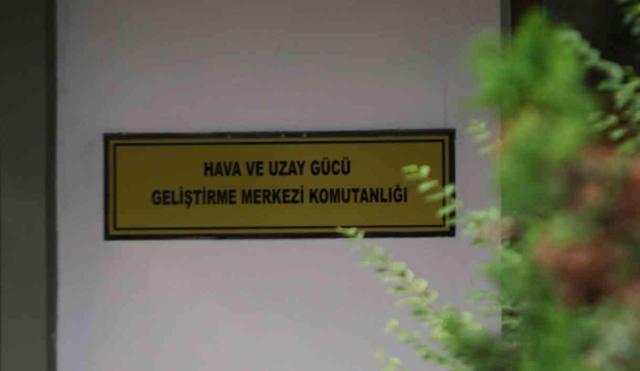 HAVA VE UZAY GÜCÜ
GELİŞTİRME MERKEZİ KOMUTANLIĞI